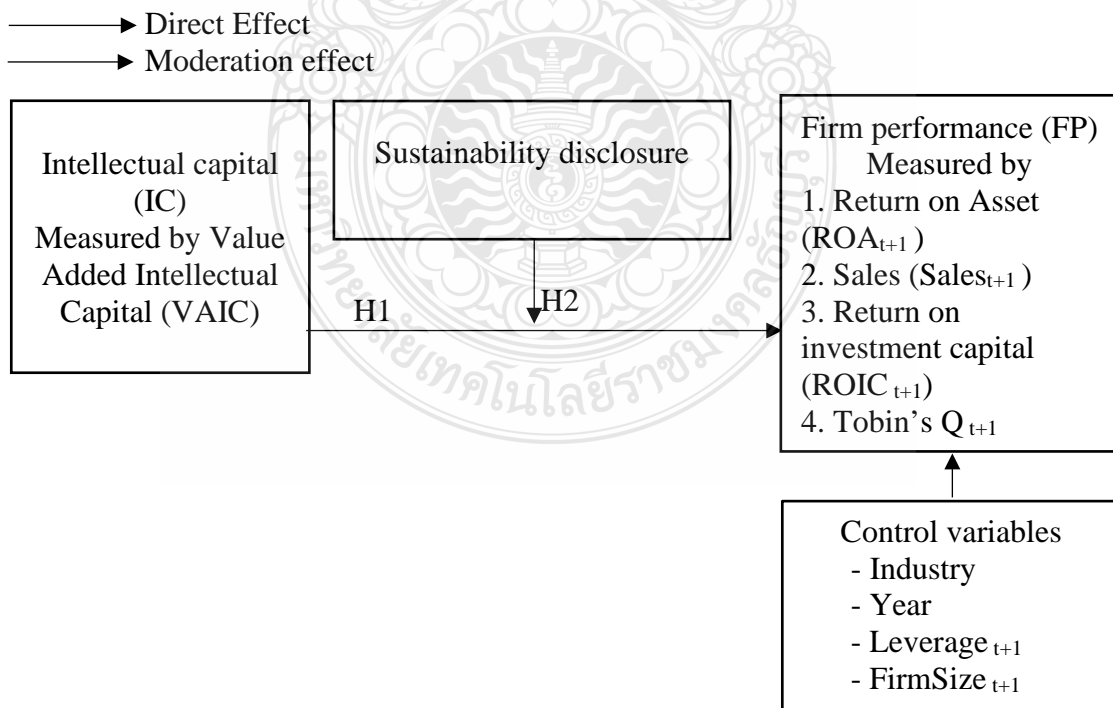 Direct Effect
Moderation effect
Intellectual capital
(IC)
Measured by Value
Added Intellectual
Capital (VAIC)
Sustainability disclosure
H1
H2
Firm performance (FP)
Measured by
1. Return on Asset
(ROAt+1 )
2. Sales (Salest+1 )
3. Return on
investment capital
(ROIC t+1)
4. Tobin’s Q t+1
Control variables
- Industry
- Year
- Leverage t+1
- FirmSize t+1